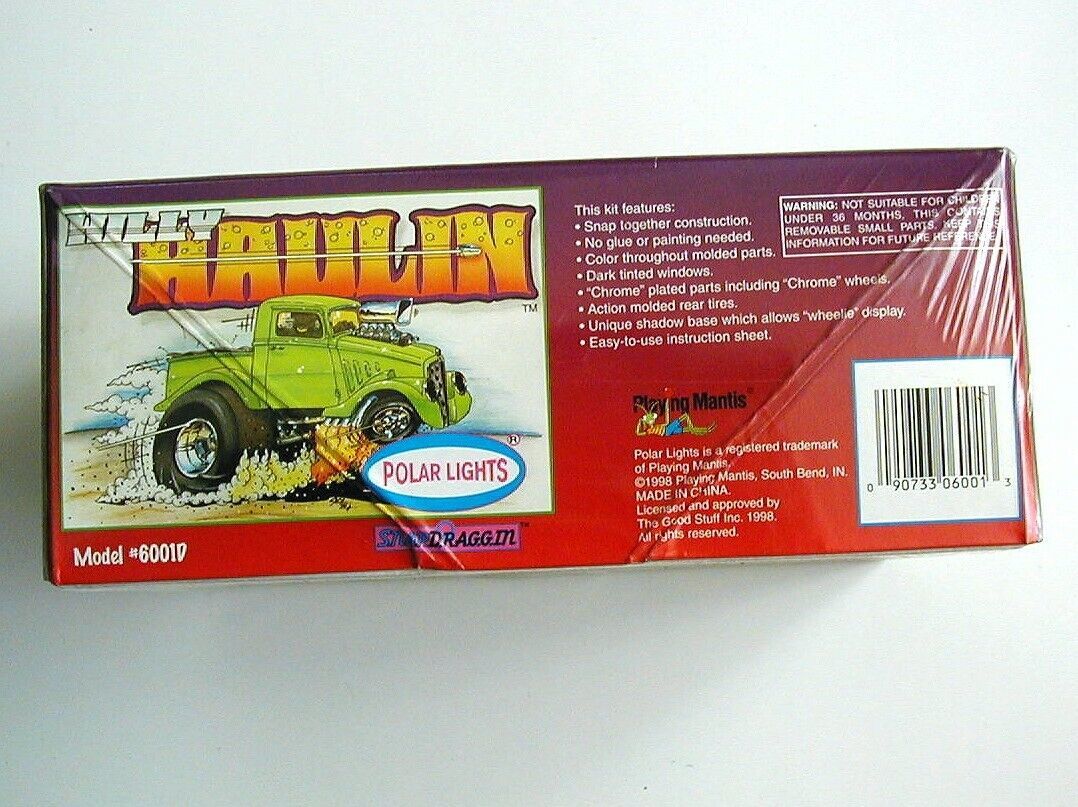 HAULIN
TM
POLAR LIGHTS
®
SNAPDRAGGIN™
Model #6001D
This kit features:
• Snap together construction.
• No glue or painting needed.
• Color throughout molded parts.
• Dark tinted windows.
• "Chrome" plated parts including "Chrome" wheels.
• Action molded rear tires.
• Unique shadow base which allows "wheelie" display.
• Easy-to-use instruction sheet.
WARNING: NOT SUITABLE FOR CHILDREN
UNDER 36 MONTHS, THIS CONTAINS
REMOVABLE SMALL PARTS. KEEP THIS
INFORMATION FOR FUTURE REFERENCE.
Playing Mantis
Polar Lights is a registered trademark
of Playing Mantis.
©1998 Playing Mantis, South Bend, IN.
MADE IN CHINA.
Licensed and approved by
The Good Stuff Inc. 1998.
All rights reserved.
0 90733 06001 3